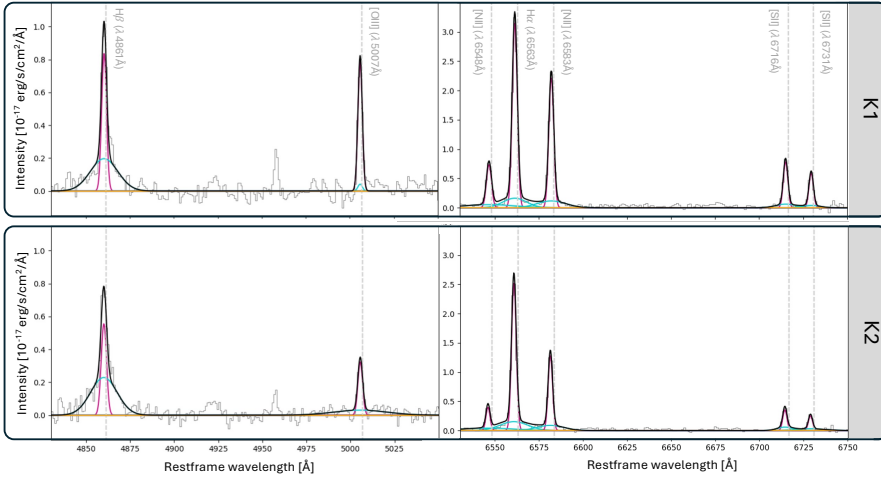 Hβ (λ 4861Å)
[OIII] (λ 5007Å)
[NII] (λ 6548Å)
Hα (λ 6563Å)
[NII] (λ 6583Å)
[SII] (λ 6716Å)
[SII] (λ 6731Å)
K1
Intensity [10⁻¹⁷ erg/s/cm²/Å]
1.0
0.8
0.6
0.4
0.2
0.0
3.0
2.5
2.0
1.5
1.0
0.5
0.0
K2
Intensity [10⁻¹⁷ erg/s/cm²/Å]
1.0
0.8
0.6
0.4
0.2
0.0
3.0
2.5
2.0
1.5
1.0
0.5
0.0
4850 4875 4900 4925 4950 4975 5000 5025
6550 6575 6600 6625 6650 6675 6700 6725 6750
Restframe wavelength [Å]
Restframe wavelength [Å]